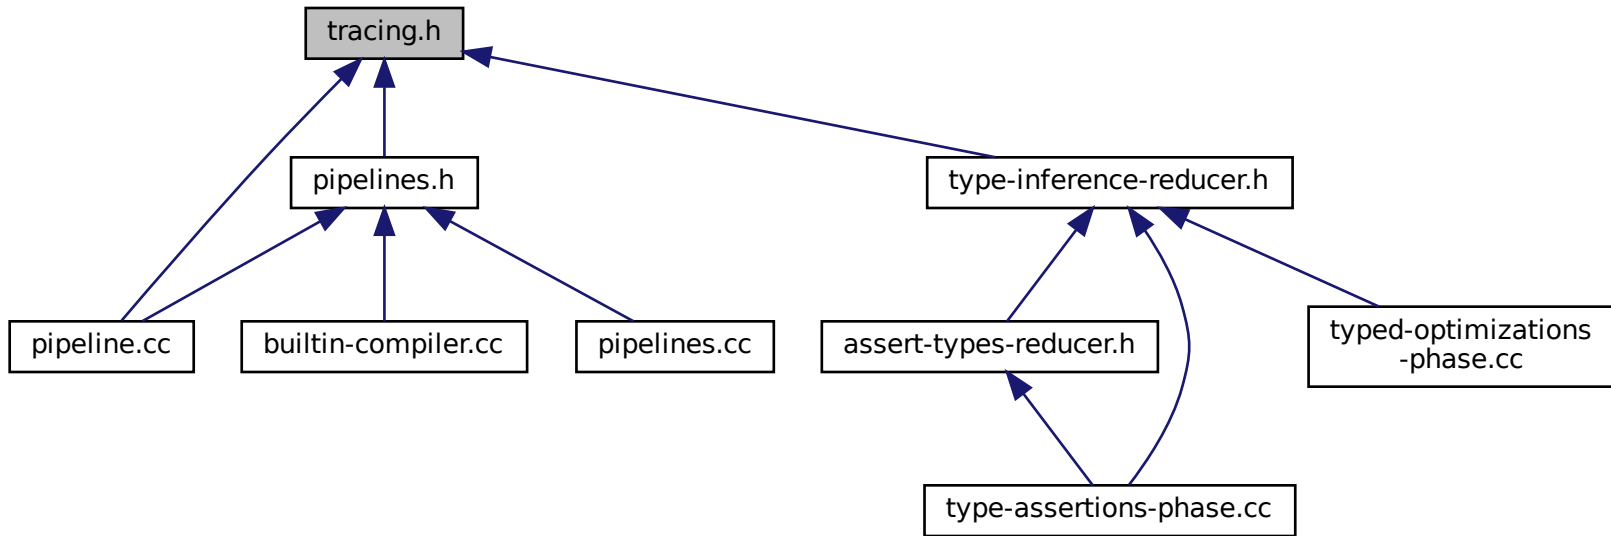 tracing.h
pipelines.h
type-inference-reducer.h
pipeline.cc
builtin-compiler.cc
pipelines.cc
assert-types-reducer.h
typed-optimizations
-phase.cc
type-assertions-phase.cc